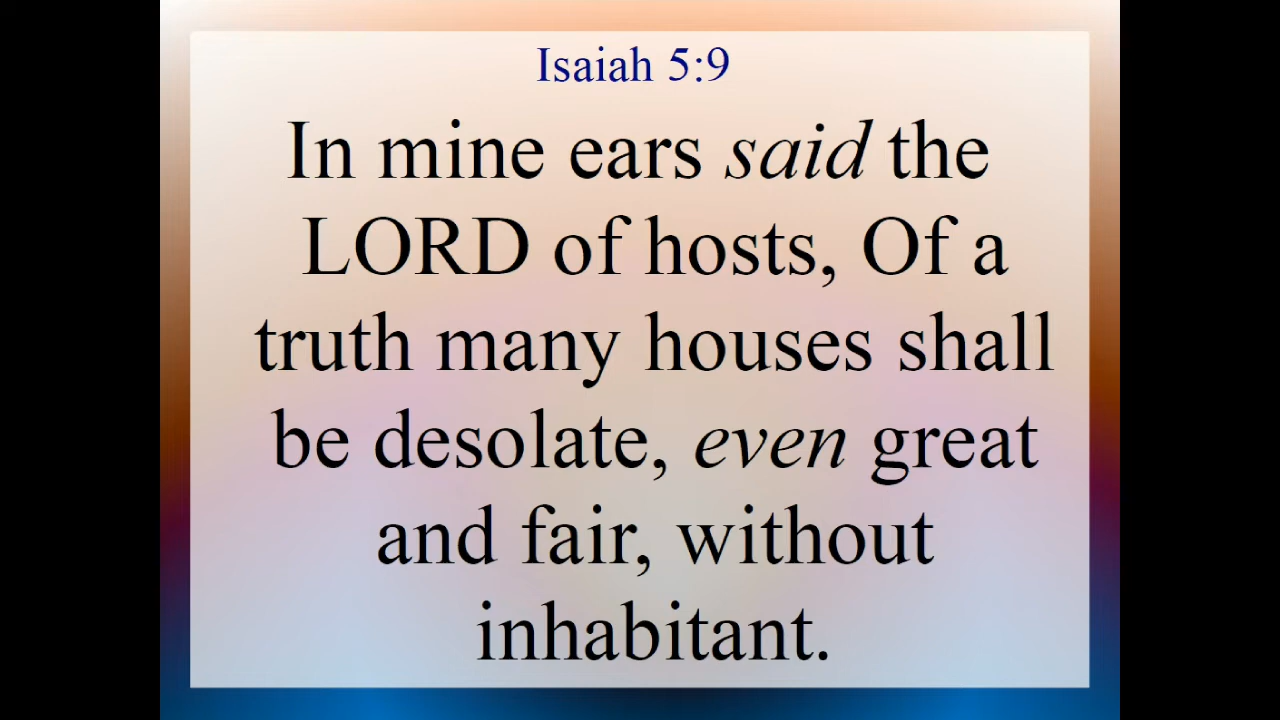 Isaiah 5:9
In mine ears said the
LORD of hosts, Of a
truth many houses shall
be desolate, even great
and fair, without
inhabitant.